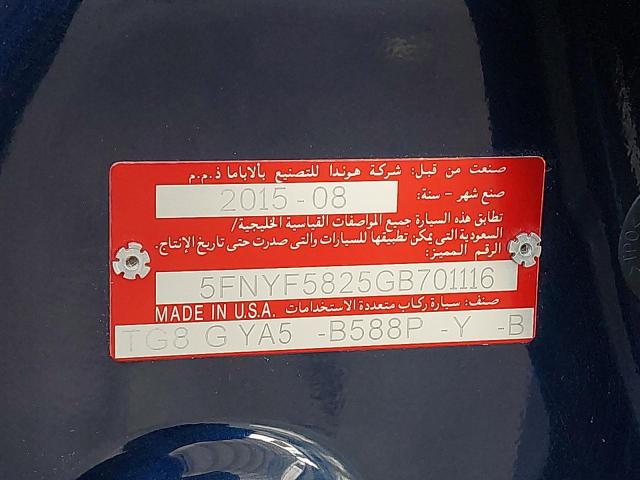 صنعت من قبل: شركة هوندا للتصنيع بألاباما ذ.م.م
صنع شهر - سنة:
2015 - 08
تطابق هذه السيارة جميع المواصفات القياسية الخليجية/
السعودية التى يمكن تطبيقها للسيارات والتى صدرت حتى تاريخ الإنتاج.
الرقم المميز:
5FNYF5825GB701116
صنف: سيارة ركاب متعددة الاستخدامات
MADE IN U.S.A.
TG8 G YA5 -B588P -Y -B